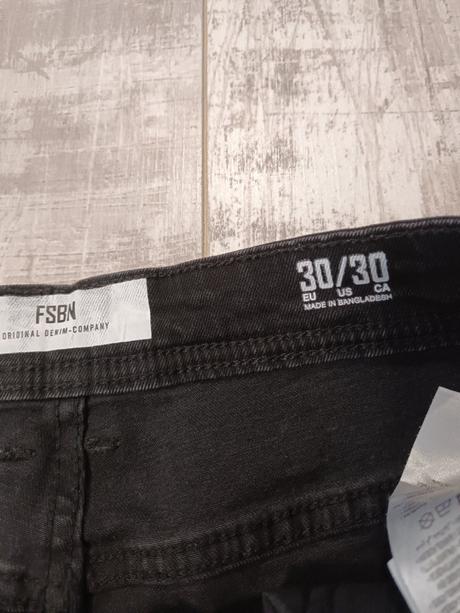 FSBN
ORIGINAL DENIM-COMPANY
30/30
EU US CA
MADE IN BANGLADESH